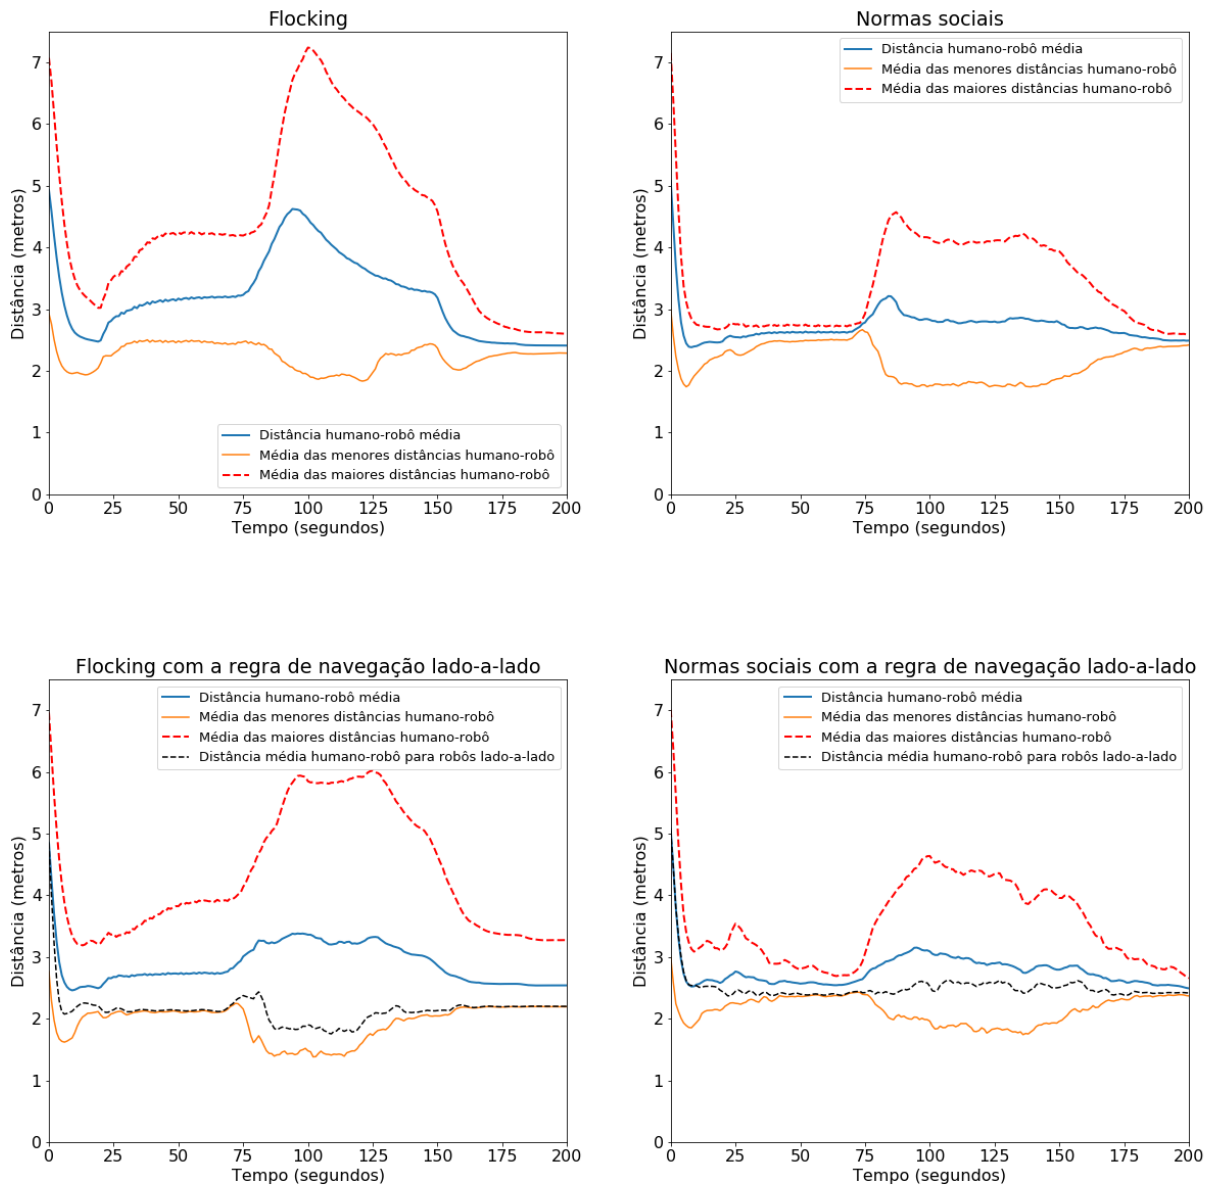 Flocking
7
6
5
4
3
2
1
0
Distância (metros)
Distância humano-robô média
Média das menores distâncias humano-robô
Média das maiores distâncias humano-robô
0 25 50 75 100 125 150 175 200
Tempo (segundos)
Normas sociais
7
6
5
4
3
2
1
0
Distância (metros)
Distância humano-robô média
Média das menores distâncias humano-robô
Média das maiores distâncias humano-robô
0 25 50 75 100 125 150 175 200
Tempo (segundos)
Flocking com a regra de navegação lado-a-lado
7
6
5
4
3
2
1
0
Distância (metros)
Distância humano-robô média
Média das menores distâncias humano-robô
Média das maiores distâncias humano-robô
Distância média humano-robô para robôs lado-a-lado
0 25 50 75 100 125 150 175 200
Tempo (segundos)
Normas sociais com a regra de navegação lado-a-lado
7
6
5
4
3
2
1
0
Distância (metros)
Distância humano-robô média
Média das menores distâncias humano-robô
Média das maiores distâncias humano-robô
Distância média humano-robô para robôs lado-a-lado
0 25 50 75 100 125 150 175 200
Tempo (segundos)